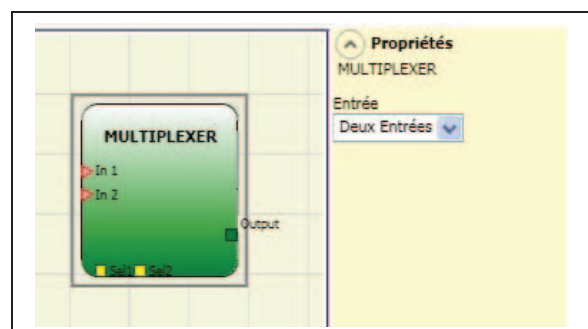 MULTIPLEXER
In 1
In 2
Output
Sel1 Sel2
Propriétés
MULTIPLEXER
Entrée
Deux Entrées